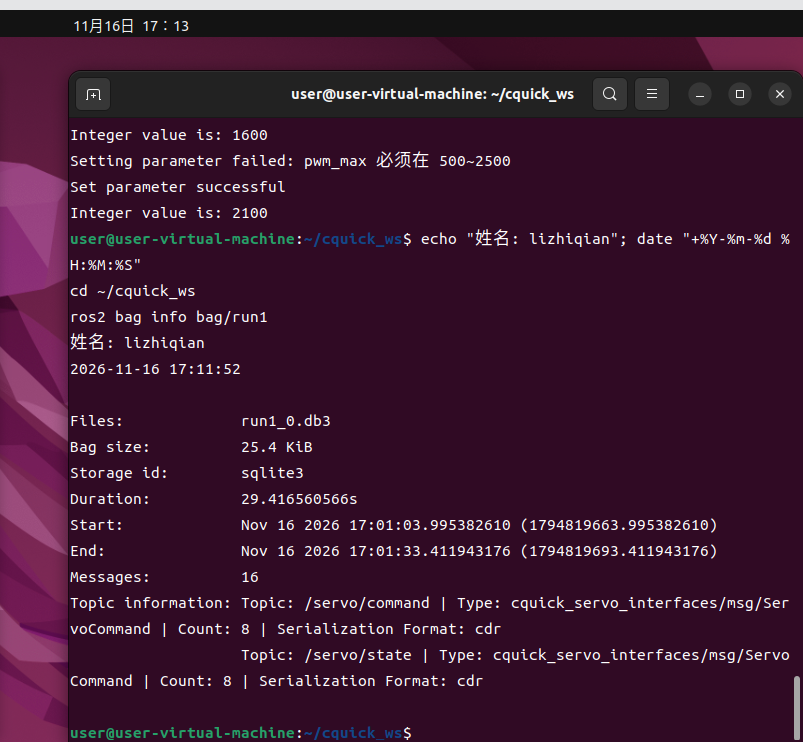 11月16日 17：13
user@user-virtual-machine: ~/cquick_ws
Integer value is: 1600
Setting parameter failed: pwm_max 必须在 500~2500
Set parameter successful
Integer value is: 2100
user@user-virtual-machine:~/cquick_ws$ echo "姓名: lizhiqian"; date "+%Y-%m-%d %
H:%M:%S"
cd ~/cquick_ws
ros2 bag info bag/run1
姓名: lizhiqian
2026-11-16 17:11:52
Files: run1_0.db3
Bag size: 25.4 KiB
Storage id: sqlite3
Duration: 29.416560566s
Start: Nov 16 2026 17:01:03.995382610 (1794819663.995382610)
End: Nov 16 2026 17:01:33.411943176 (1794819693.411943176)
Messages: 16
Topic information: Topic: /servo/command | Type: cquick_servo_interfaces/msg/Ser
voCommand | Count: 8 | Serialization Format: cdr
Topic: /servo/state | Type: cquick_servo_interfaces/msg/Servo
Command | Count: 8 | Serialization Format: cdr
user@user-virtual-machine:~/cquick_ws$